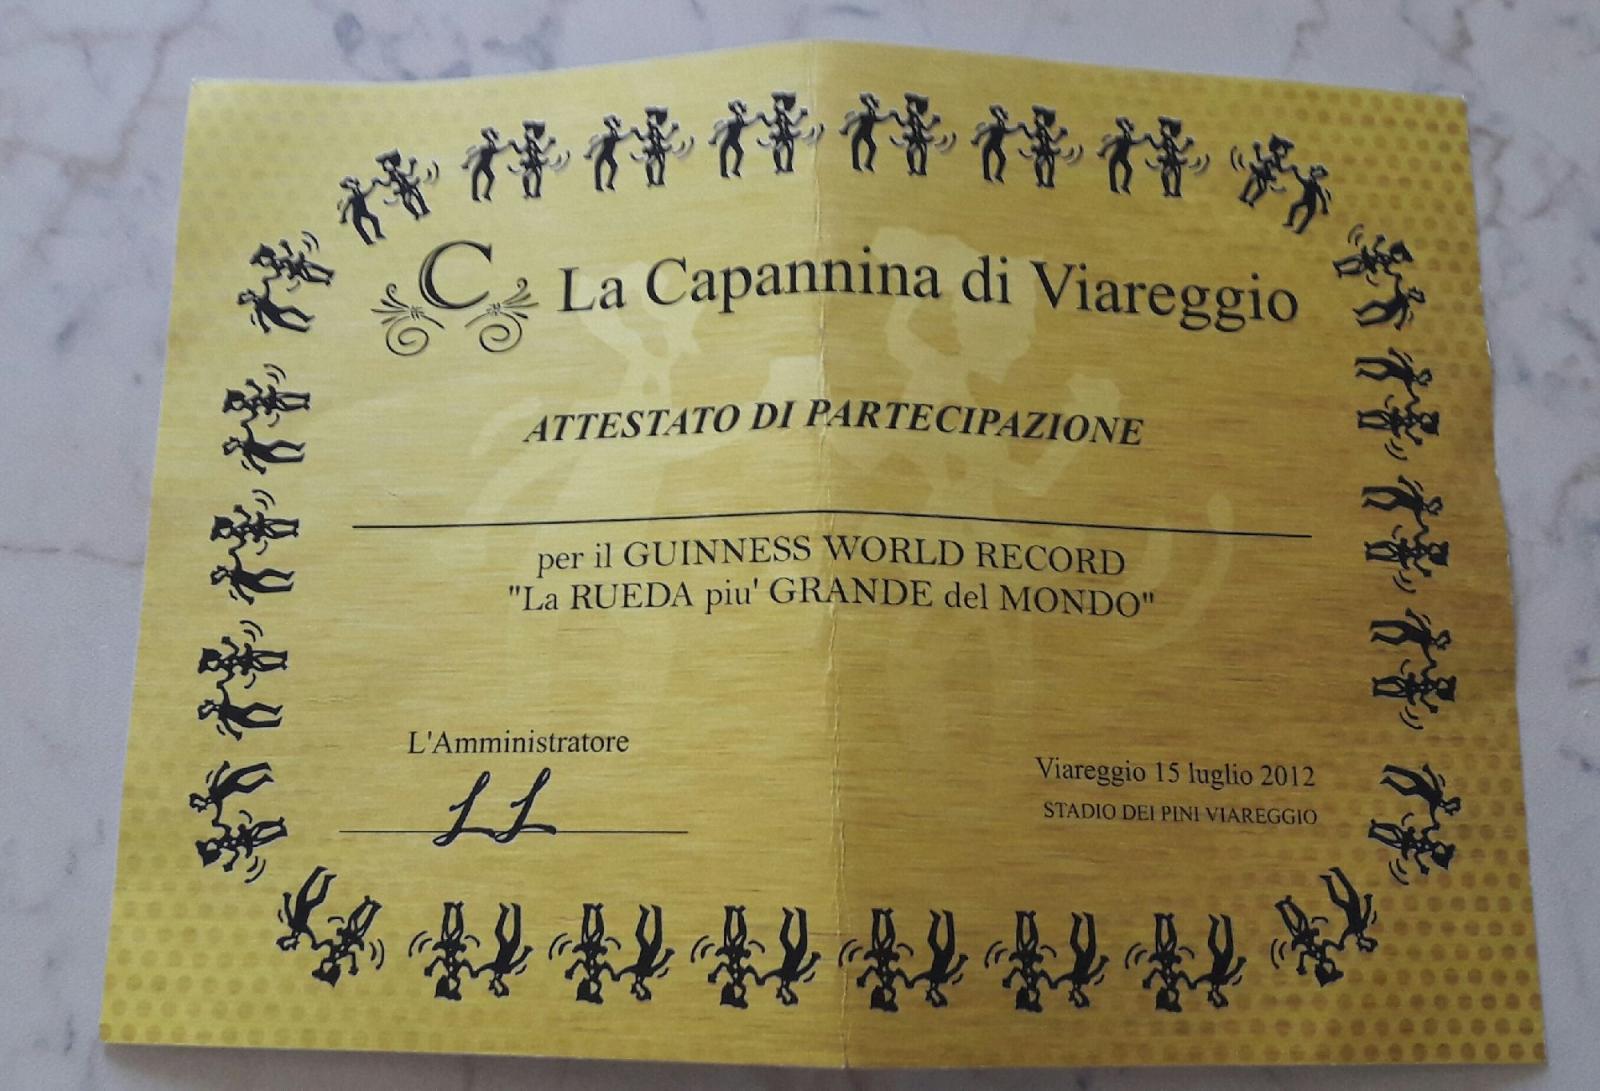 C La Capannina di Viareggio
ATTESTATO DI PARTECIPAZIONE
per il GUINNESS WORLD RECORD
"La RUEDA piu' GRANDE del MONDO"
L'Amministratore
LL
Viareggio 15 luglio 2012
STADIO DEI PINI VIAREGGIO